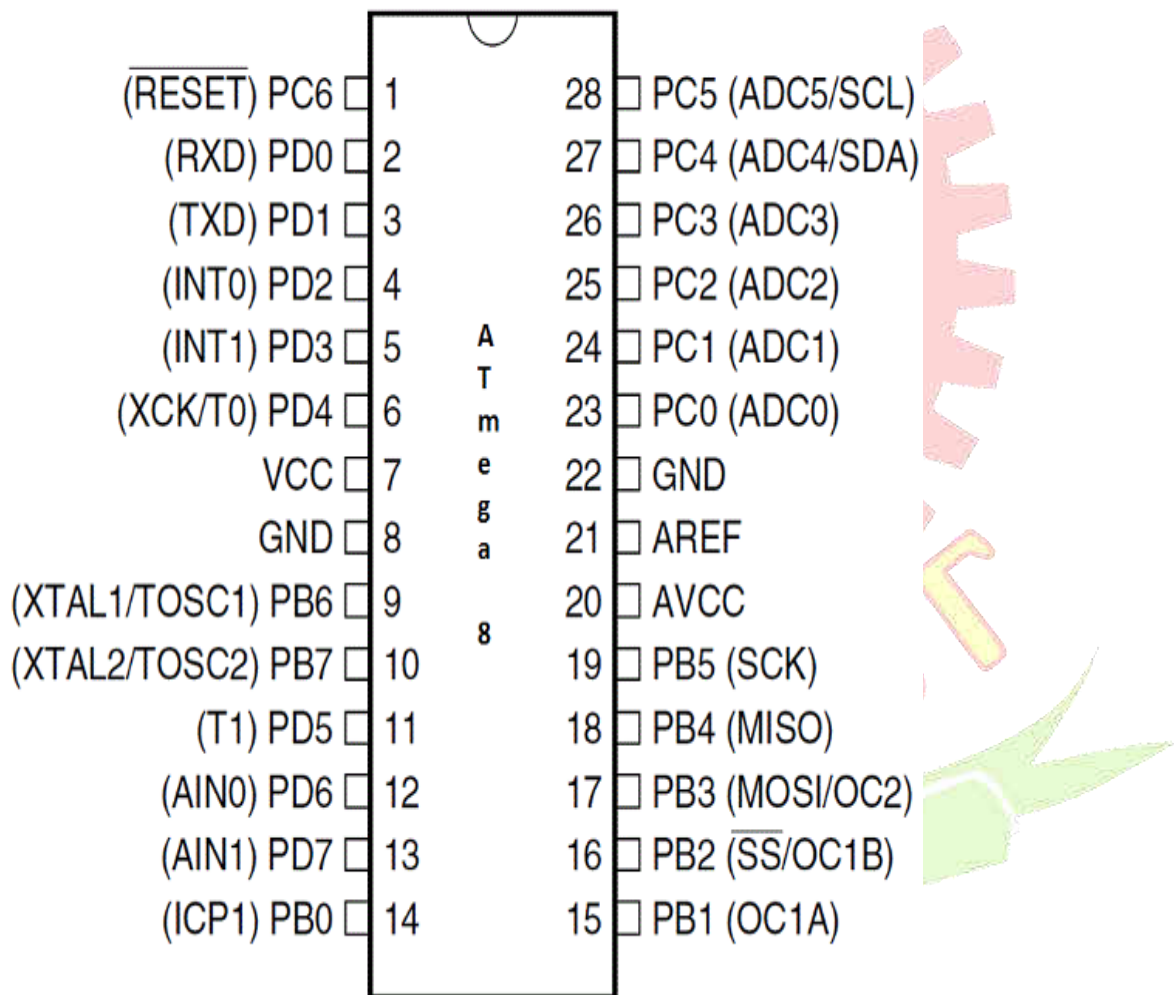 (RESET) PC6 1 28 PC5 (ADC5/SCL)
(RXD) PD0 2 27 PC4 (ADC4/SDA)
(TXD) PD1 3 26 PC3 (ADC3)
(INT0) PD2 4 25 PC2 (ADC2)
(INT1) PD3 5 24 PC1 (ADC1)
(XCK/T0) PD4 6 23 PC0 (ADC0)
VCC 7 22 GND
GND 8 21 AREF
(XTAL1/TOSC1) PB6 9 20 AVCC
(XTAL2/TOSC2) PB7 10 19 PB5 (SCK)
(T1) PD5 11 18 PB4 (MISO)
(AIN0) PD6 12 17 PB3 (MOSI/OC2)
(AIN1) PD7 13 16 PB2 (SS/OC1B)
(ICP1) PB0 14 15 PB1 (OC1A)
ATmega 8